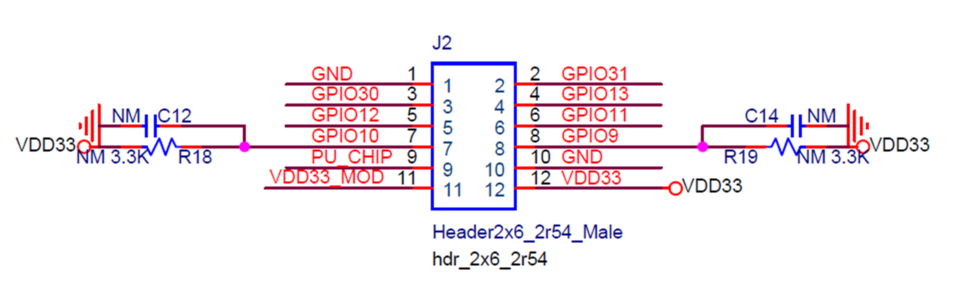 J2
GND 1 1 2 2 GPIO31
GPIO30 3 3 4 4 GPIO13
NM C12 GPIO12 5 5 6 6 GPIO11 C14 NM
VDD33 GPIO10 7 7 8 8 GPIO9 VDD33
NM 3.3K R18 PU_CHIP 9 9 10 10 GND R19 NM 3.3K
VDD33_MOD 11 11 12 12 VDD33 VDD33
Header2x6_2r54_Male
hdr_2x6_2r54